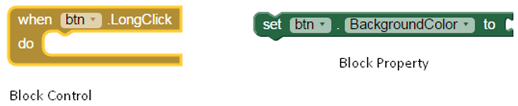 when btn .LongClick
do
set btn . BackgroundColor to
Block Property
Block Control